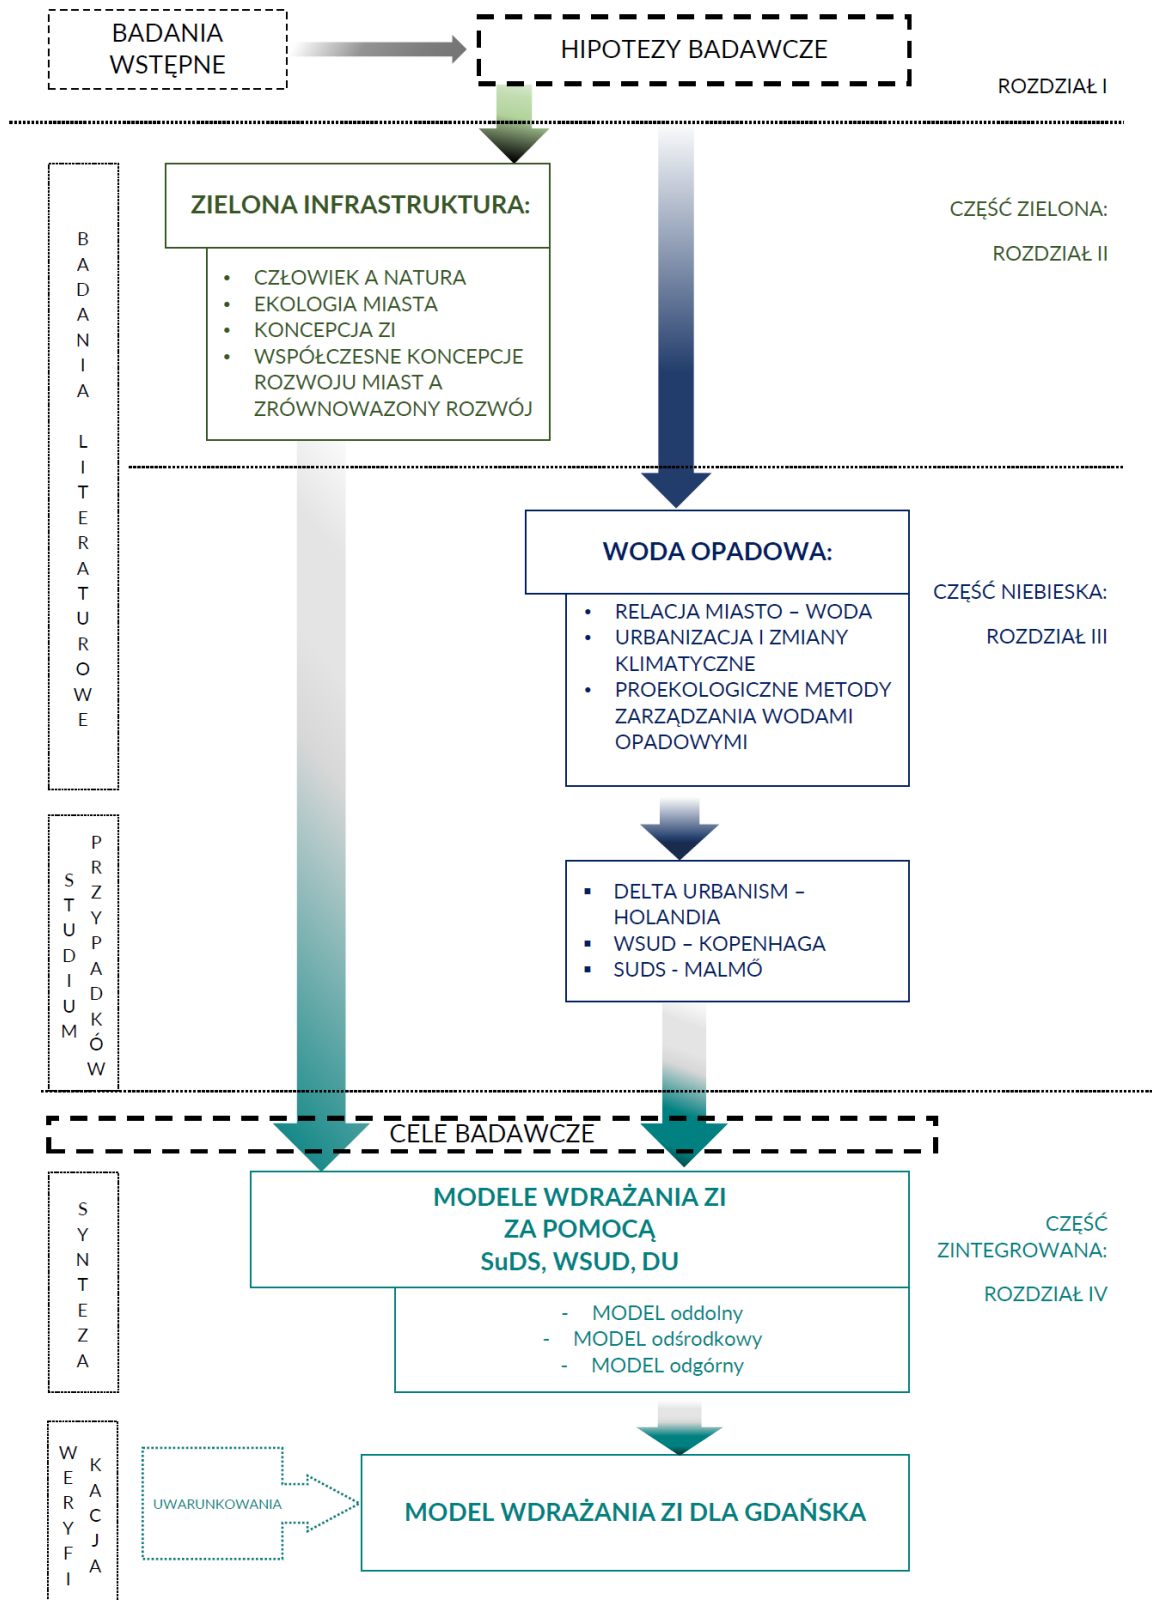 BADANIA
WSTĘPNE
HIPOTEZY BADAWCZE
ROZDZIAŁ I
BADANIA LITERATUROWE
ZIELONA INFRASTRUKTURA:
• CZŁOWIEK A NATURA
• EKOLOGIA MIASTA
• KONCEPCJA ZI
• WSPÓŁCZESNE KONCEPCJE
ROZWOJU MIAST A
ZRÓWNOWAZONY ROZWÓJ
CZĘŚĆ ZIELONA:
ROZDZIAŁ II
WODA OPADOWA:
• RELACJA MIASTO – WODA
• URBANIZACJA I ZMIANY
KLIMATYCZNE
• PROEKOLOGICZNE METODY
ZARZĄDZANIA WODAMI
OPADOWYMI
CZĘŚĆ NIEBIESKA:
ROZDZIAŁ III
STUDIUM
PRZYPADKÓW
▪ DELTA URBANISM –
HOLANDIA
▪ WSUD – KOPENHAGA
▪ SUDS - MALMŐ
CELE BADAWCZE
SYNTEZA
MODELE WDRAŻANIA ZI
ZA POMOCĄ
SuDS, WSUD, DU
- MODEL oddolny
- MODEL odśrodkowy
- MODEL odgórny
CZĘŚĆ
ZINTEGROWANA:
ROZDZIAŁ IV
WERYFI
KACJA
UWARUNKOWANIA
MODEL WDRAŻANIA ZI DLA GDAŃSKA